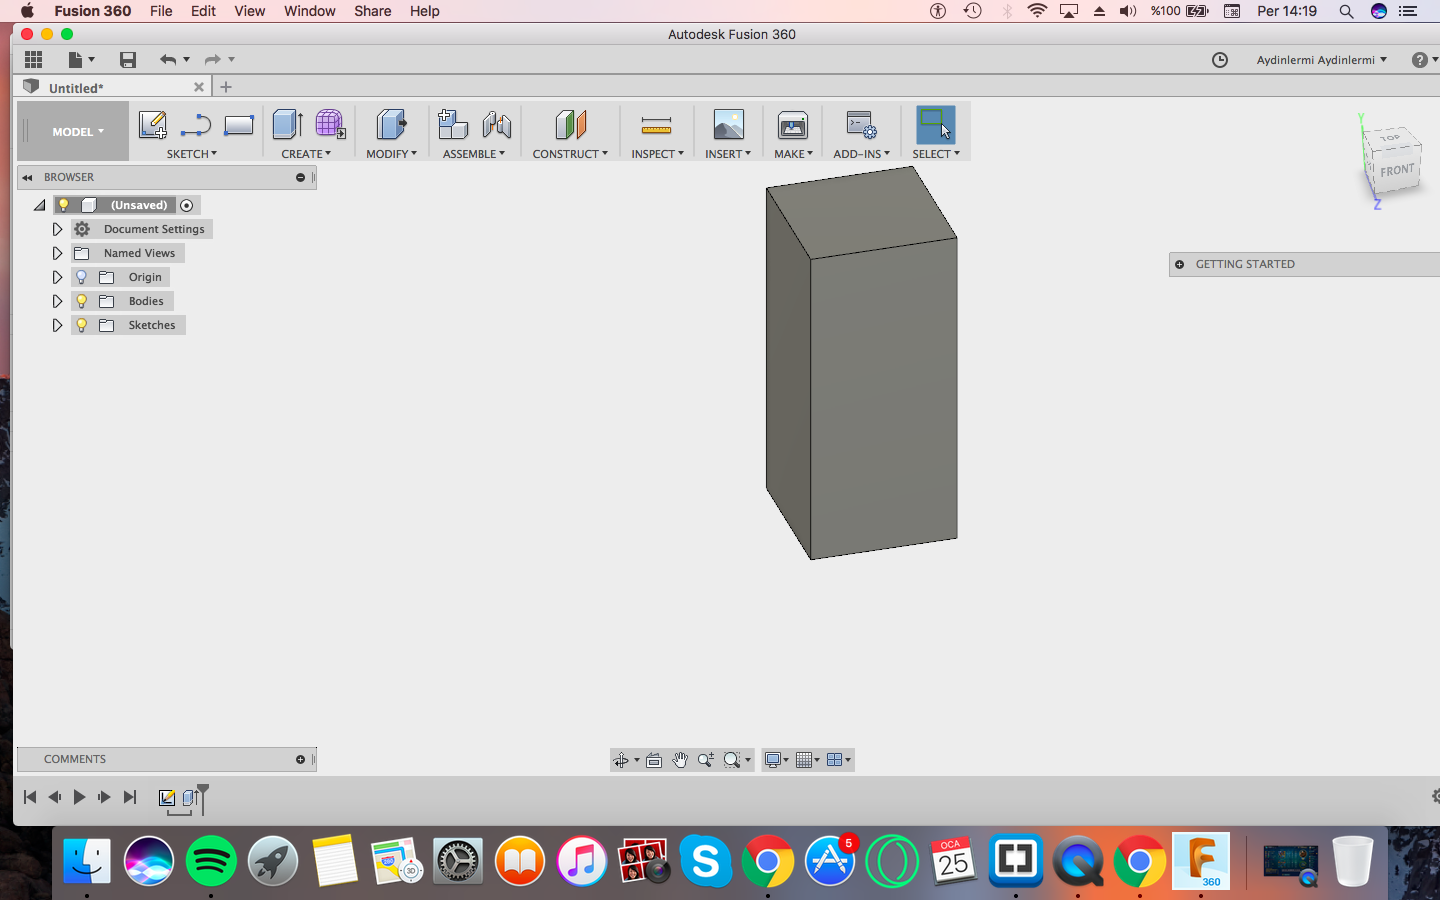 Fusion 360 File Edit View Window Share Help %100 Per 14:19
Autodesk Fusion 360
Aydinlermi Aydinlermi
Untitled*
MODEL
SKETCH CREATE MODIFY ASSEMBLE CONSTRUCT INSPECT INSERT MAKE ADD-INS SELECT
Y
TOP
FRONT
Z
BROWSER
(Unsaved)
Document Settings
Named Views
Origin
Bodies
Sketches
GETTING STARTED
COMMENTS
5
OCA
25
280
3D
360